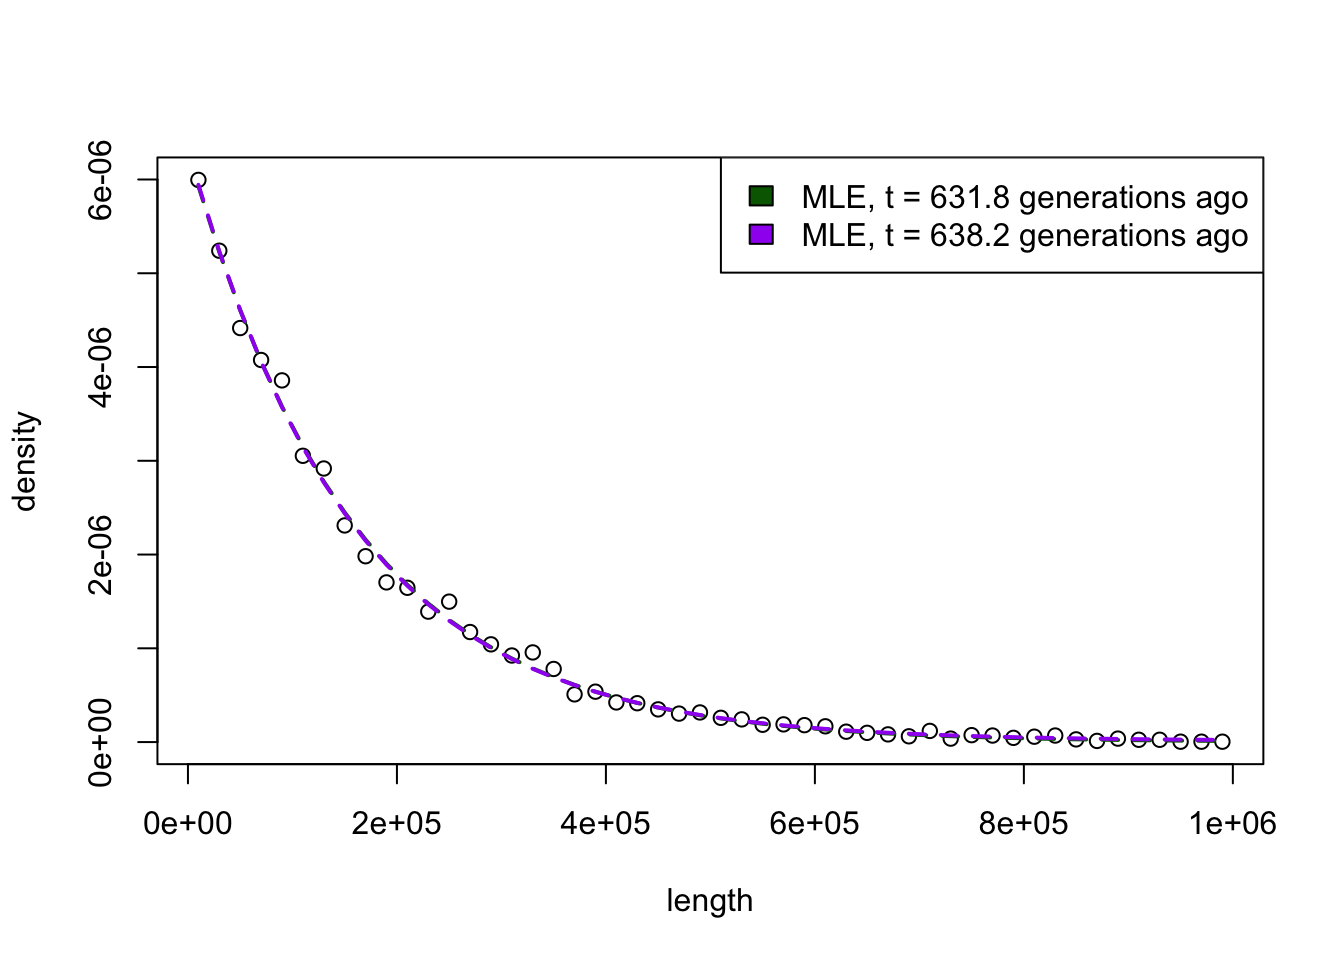 MLE, t = 631.8 generations ago
MLE, t = 638.2 generations ago
density
6e-06
4e-06
2e-06
0e+00
0e+00 2e+05 4e+05 6e+05 8e+05 1e+06
length